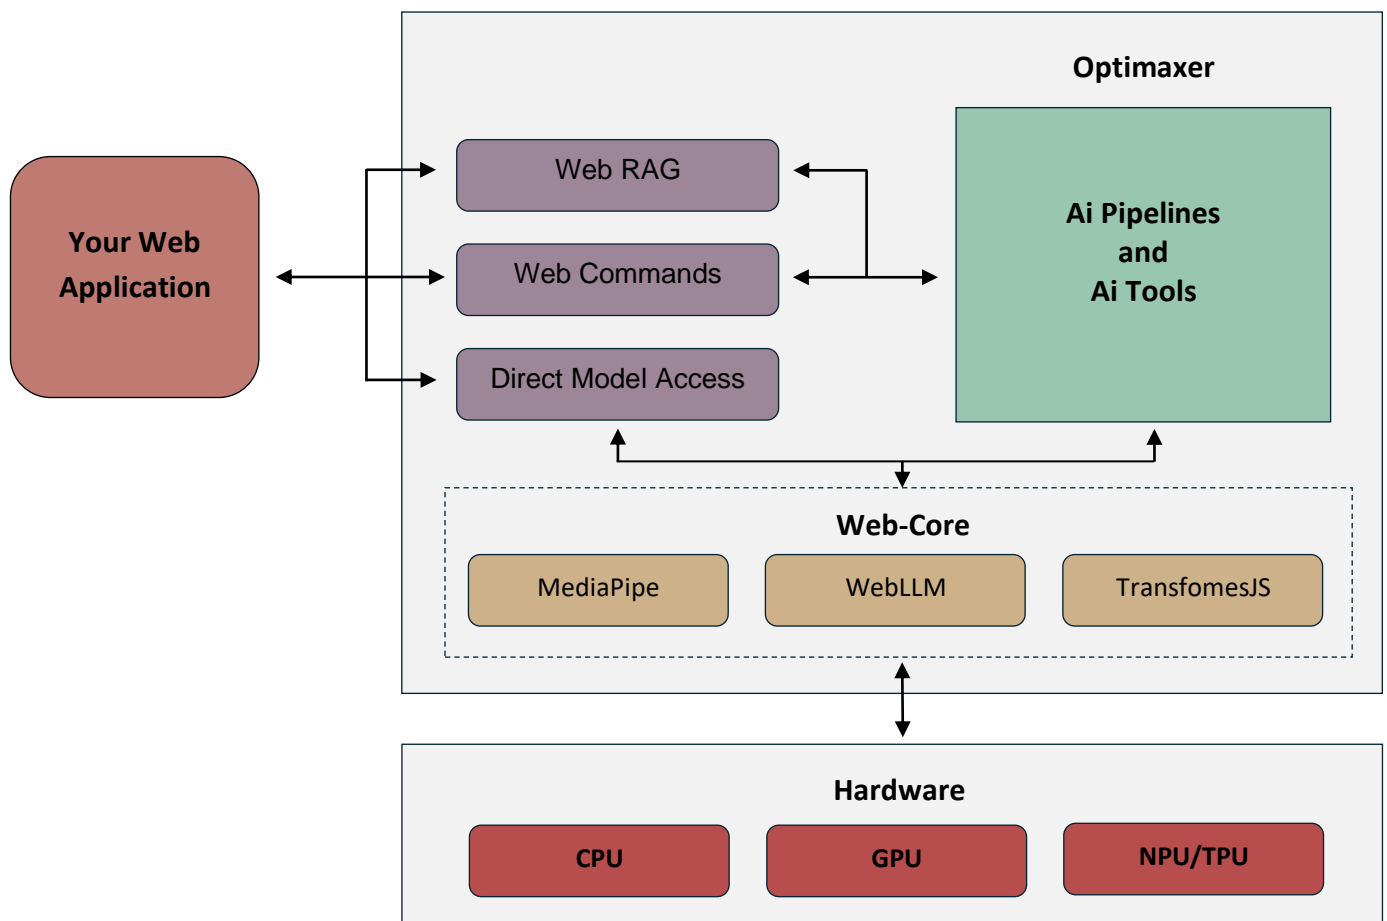 Optimaxer
Web RAG
Your Web
Application
Web Commands
Direct Model Access
Ai Pipelines
and
Ai Tools
Web-Core
MediaPipe
WebLLM
TransfomesJS
Hardware
CPU
GPU
NPU/TPU